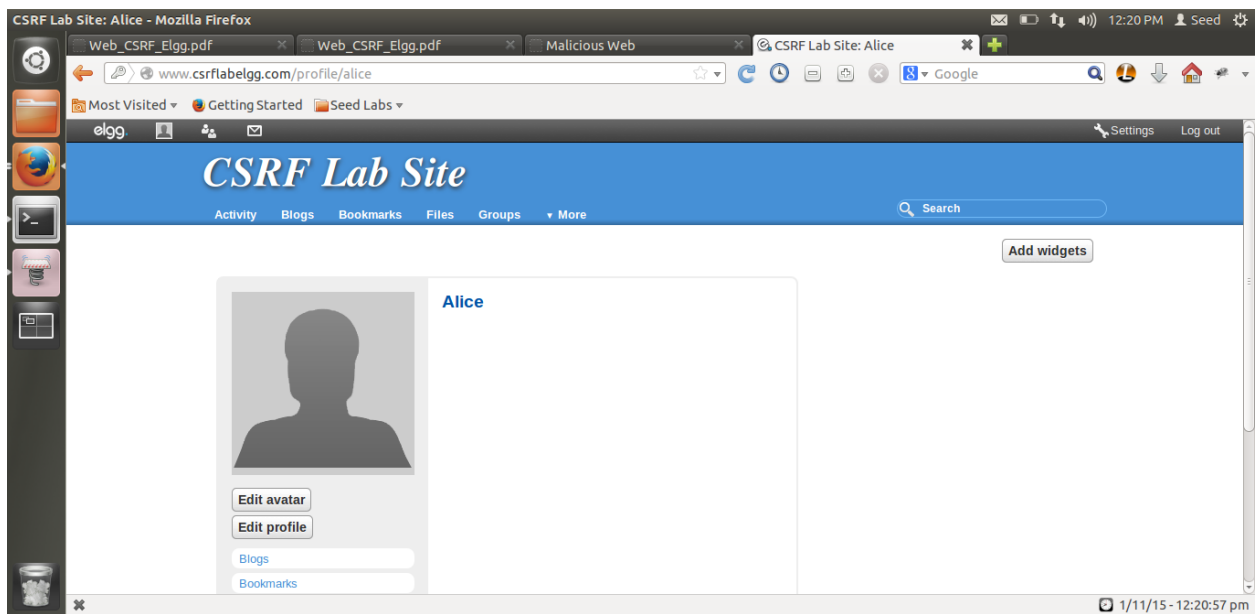 CSRF Lab Site: Alice - Mozilla Firefox
12:20 PM Seed
Web_CSRF_Elgg.pdf
Web_CSRF_Elgg.pdf
Malicious Web
CSRF Lab Site: Alice
www.csrflabelgg.com/profile/alice
Google
Most Visited
Getting Started
Seed Labs
elgg.
Settings
Log out
CSRF Lab Site
Activity
Blogs
Bookmarks
Files
Groups
More
Search
Add widgets
Alice
Edit avatar
Edit profile
Blogs
Bookmarks
1/11/15 - 12:20:57 pm